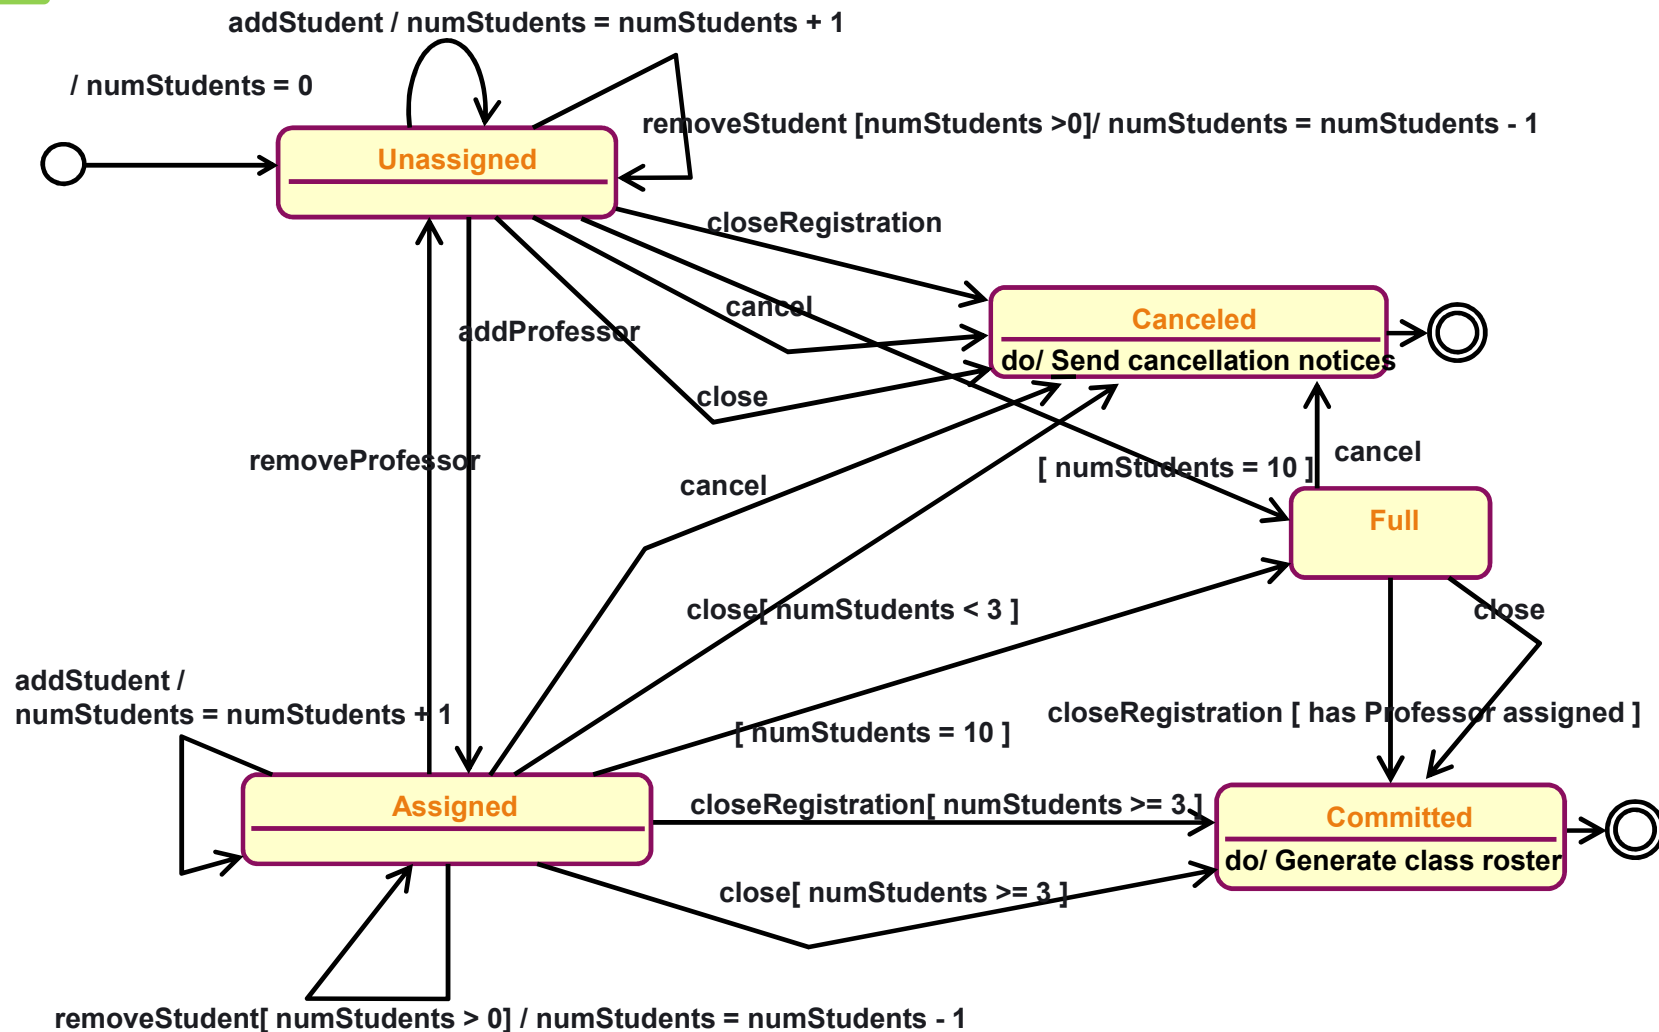 addStudent / numStudents = numStudents + 1
/ numStudents = 0
removeStudent [numStudents >0]/ numStudents = numStudents - 1
Unassigned
closeRegistration
cancel
addProfessor
Canceled
do/ Send cancellation notices
close
removeProfessor
cancel
[ numStudents = 10 ]
cancel
Full
close[ numStudents < 3 ]
close
addStudent /
numStudents = numStudents + 1
closeRegistration [ has Professor assigned ]
[ numStudents = 10 ]
Assigned
closeRegistration[ numStudents >= 3 ]
Committed
do/ Generate class roster
close[ numStudents >= 3 ]
removeStudent[ numStudents > 0] / numStudents = numStudents - 1